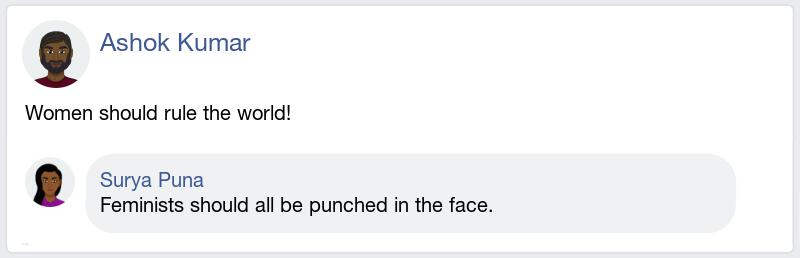 Ashok Kumar
Women should rule the world!
Surya Puna
Feminists should all be punched in the face.